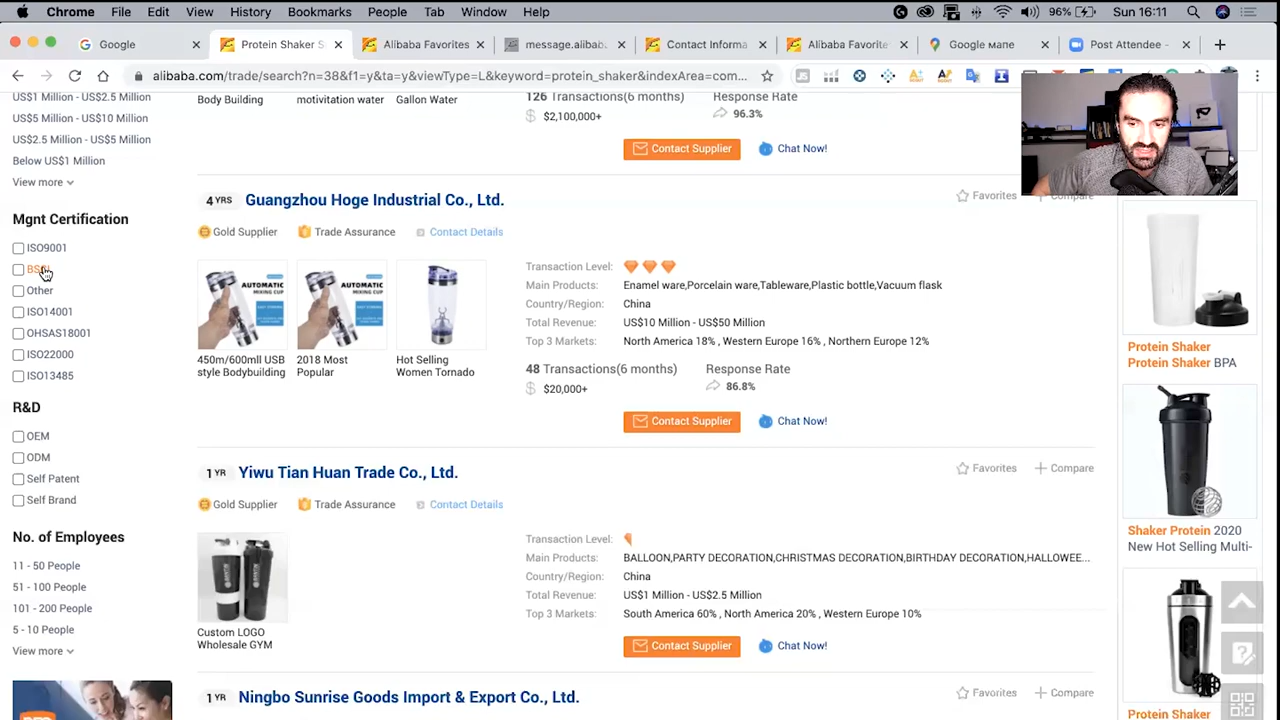 Chrome File Edit View History Bookmarks People Tab Window Help 96% Sun 16:11
Google Protein Shaker S Alibaba Favorites message.alibab Contact Informa Alibaba Favorite Google мапе Post Attendee -
alibaba.com/trade/search?n=38&f1=y&ta=y&viewType=L&keyword=protein_shaker&indexArea=com...
US$1 Million - US$2.5 Million
US$5 Million - US$10 Million
US$2.5 Million - US$5 Million
Below US$1 Million
View more
Mgnt Certification
ISO9001
Other
ISO14001
OHSAS18001
ISO22000
ISO13485
R&D
OEM
ODM
Self Patent
Self Brand
No. of Employees
11 - 50 People
51 - 100 People
101 - 200 People
5 - 10 People
View more
Body Building motivitation water Gallon Water
126 Transactions(6 months) Response Rate
$2,100,000+ 96.3%
Contact Supplier Chat Now!
4 YRS Guangzhou Hoge Industrial Co., Ltd. Favorites Compare
Gold Supplier Trade Assurance Contact Details
AUTOMATIC
MIXING CUP
AUTOMATIC
MIXING CUP
450m/600mll USB
style Bodybuilding
2018 Most
Popular
Hot Selling
Women Tornado
Transaction Level:
Main Products: Enamel ware,Porcelain ware,Tableware,Plastic bottle,Vacuum flask
Country/Region: China
Total Revenue: US$10 Million - US$50 Million
Top 3 Markets: North America 18% , Western Europe 16% , Northern Europe 12%
48 Transactions(6 months) Response Rate
$20,000+ 86.8%
Contact Supplier Chat Now!
1 YR Yiwu Tian Huan Trade Co., Ltd. Favorites Compare
Gold Supplier Trade Assurance Contact Details
Custom LOGO
Wholesale GYM
Transaction Level:
Main Products: BALLOON,PARTY DECORATION,CHRISTMAS DECORATION,BIRTHDAY DECORATION,HALLOWEE...
Country/Region: China
Total Revenue: US$1 Million - US$2.5 Million
Top 3 Markets: South America 60% , North America 20% , Western Europe 10%
Contact Supplier Chat Now!
1 YR Ningbo Sunrise Goods Import & Export Co., Ltd. Favorites Compare
Protein Shaker
Protein Shaker BPA
Shaker Protein 2020
New Hot Selling Multi-
Protein Shaker